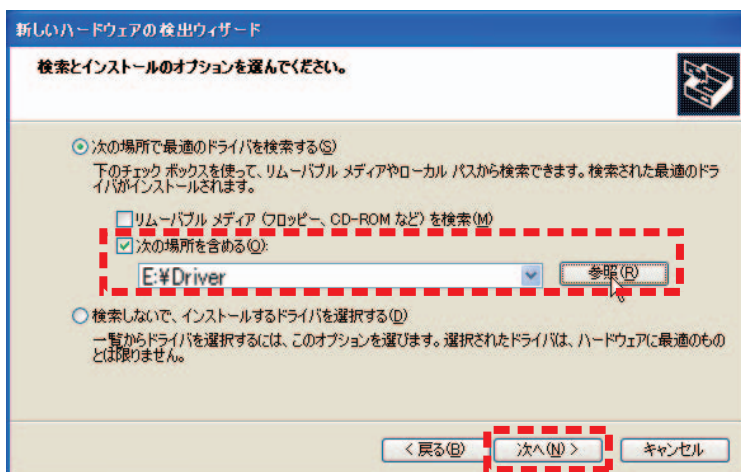 新しいハードウェアの検出ウィザード
検索とインストールのオプションを選んでください。
次の場所で最適のドライバを検索する(S)
下のチェック ボックスを使って、リムーバブル メディアやローカル パスから検索できます。検索された最適のドラ
イバがインストールされます。
リムーバブル メディア (フロッピー、CD-ROM など) を検索(M)
次の場所を含める(O):
E:¥Driver
参照(R)
検索しないで、インストールするドライバを選択する(D)
一覧からドライバを選択するには、このオプションを選びます。選択されたドライバは、ハードウェアに最適のもの
とは限りません。
< 戻る(B)
次へ(N) >
キャンセル